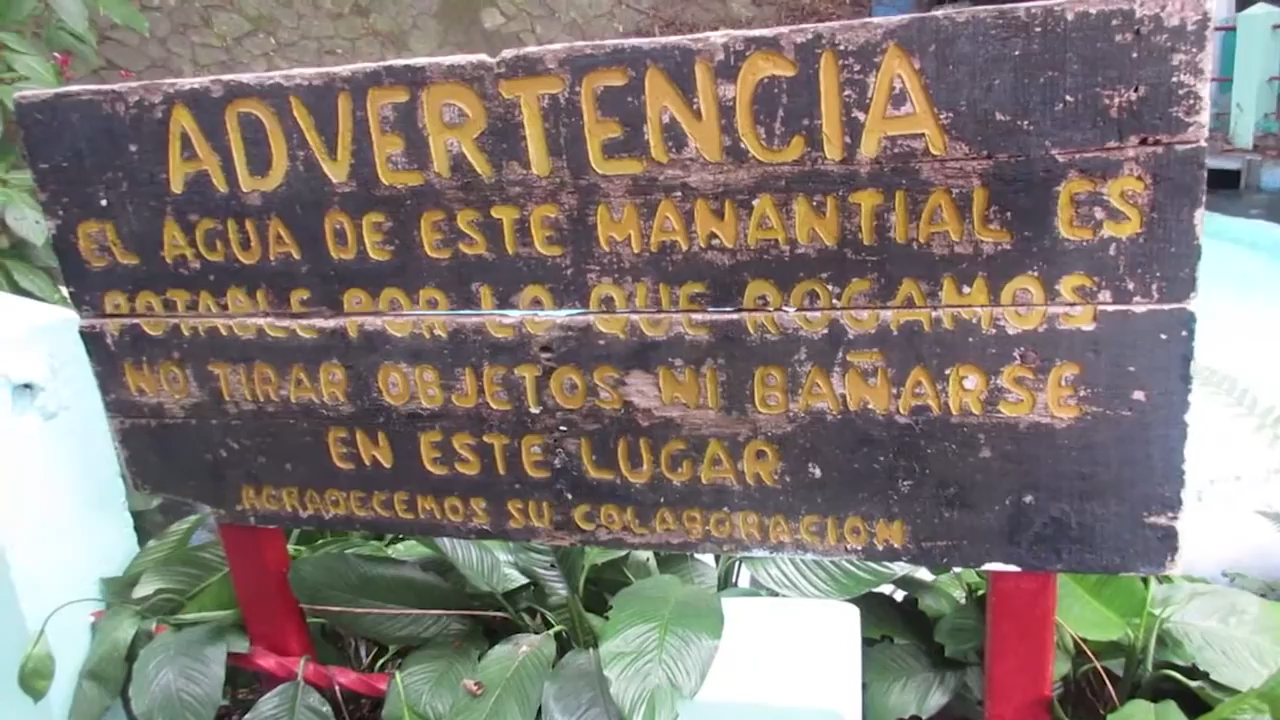 ADVERTENCIA
EL AGUA DE ESTE MANANTIAL ES
POTABLE POR LO QUE ROGAMOS
NO TIRAR OBJETOS NI BAÑARSE
EN ESTE LUGAR
AGRADECEMOS SU COLABORACION